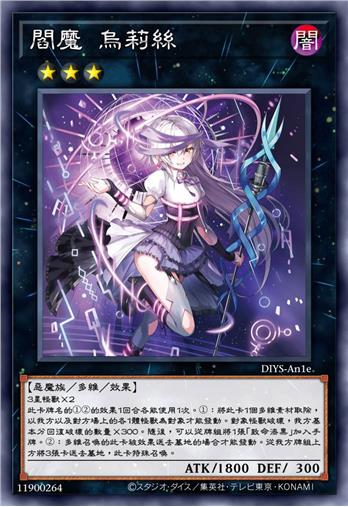 閻魔 烏莉絲
闇
DIYS-An1e.
【惡魔族／多維／效果】
3星怪獸×2
此卡牌名的①②的效果1回合各能使用1次。①：將此卡1個多維素材取除，
以我方以及對方場上的各1體怪獸為對象才能發動。對象怪獸破壞，我方基
本分回復破壞的數量×300。隨後，可以從牌組將1張「致命漆黑」加入手
牌。②：多維召喚的此卡被效果送去墓地的場合才能發動。從我方牌組上
方將3張卡送去墓地，此卡特殊召喚。
ATK/1800 DEF/ 300
11900264
©スタジオ・ダイス／集英社・テレビ東京・KONAMI